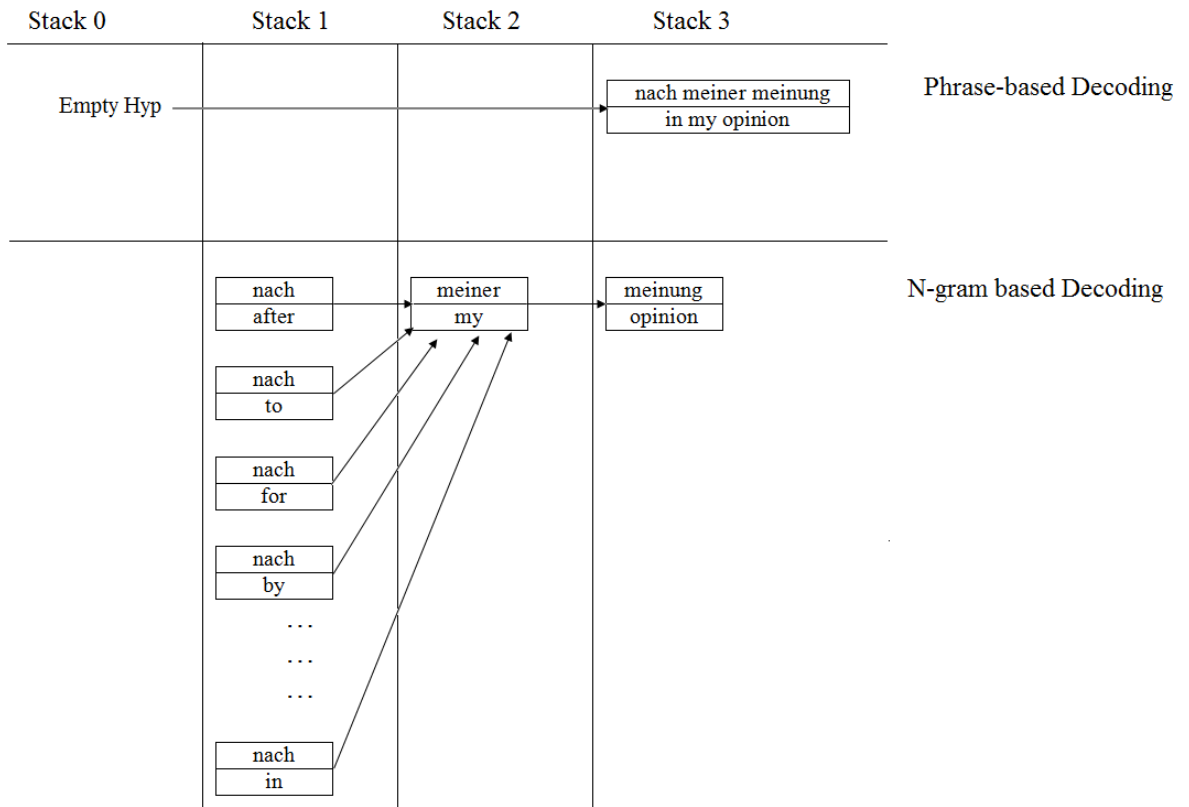 Stack 0 Stack 1 Stack 2 Stack 3
Phrase-based Decoding
Empty Hyp
nach meiner meinung
in my opinion
N-gram based Decoding
nach meiner meinung
after my opinion
nach
to
nach
for
nach
by
...
...
...
nach
in